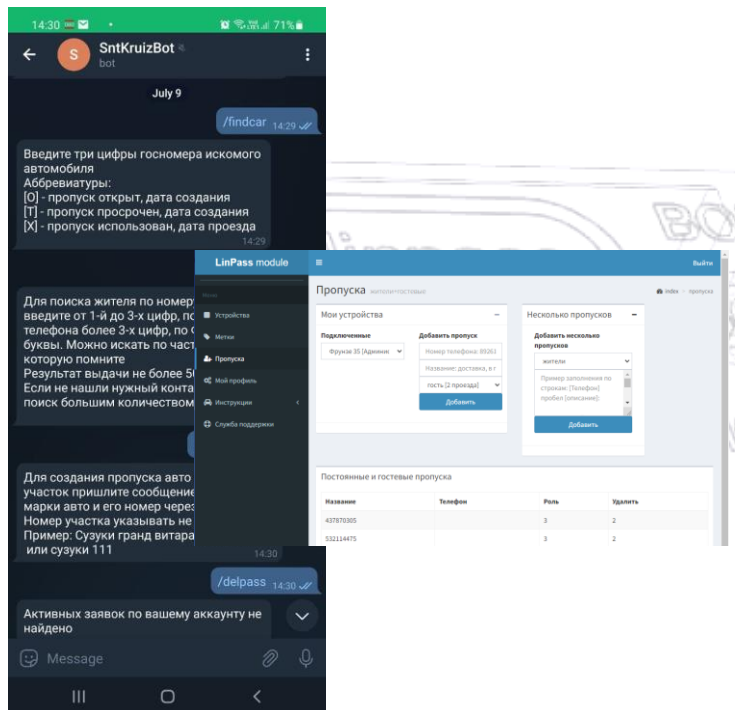 14:30
71%
S
SntKruizBot
bot
July 9
/findcar 14:29
Введите три цифры госномера искомого
автомобиля
Аббревиатуры:
[О] - пропуск открыт, дата создания
[Т] - пропуск просрочен, дата создания
[Х] - пропуск использован, дата проезда
14:29
Для поиска жителя по номеру
введите от 1-й до 3-х цифр, по
телефона более 3-х цифр, по
буквы. Можно искать по част
которую помните
Результат выдачи не более 5
Если не нашли нужный конта
поиск большим количеством
Для создания пропуска авто
участок пришлите сообщение
марки авто и его номер через
Номер участка указывать не
Пример: Сузуки гранд витара
или сузуки 111
14:30
/delpass 14:30
Активных заявок по вашему аккаунту не
найдено
Message
LinPass module
Выйти
Меню
Устройства
Метки
Пропуска
Мой профиль
Инструкции
Служба поддержки
Пропуска жители+гостевые
index > пропуска
Мои устройства
Подключенные
Фрунзе 35 [Админи
Добавить пропуск
Номер телефона: 89261
Название: доставка, в г
гость [2 проезда]
Добавить
Несколько пропусков
Добавить несколько
пропусков
жители
Пример заполнения по
строкам: [Телефон]
пробел [описание]:
Добавить
Постоянные и гостевые пропуска
Название Телефон Роль Удалить
437870305 3 2
532114475 3 2